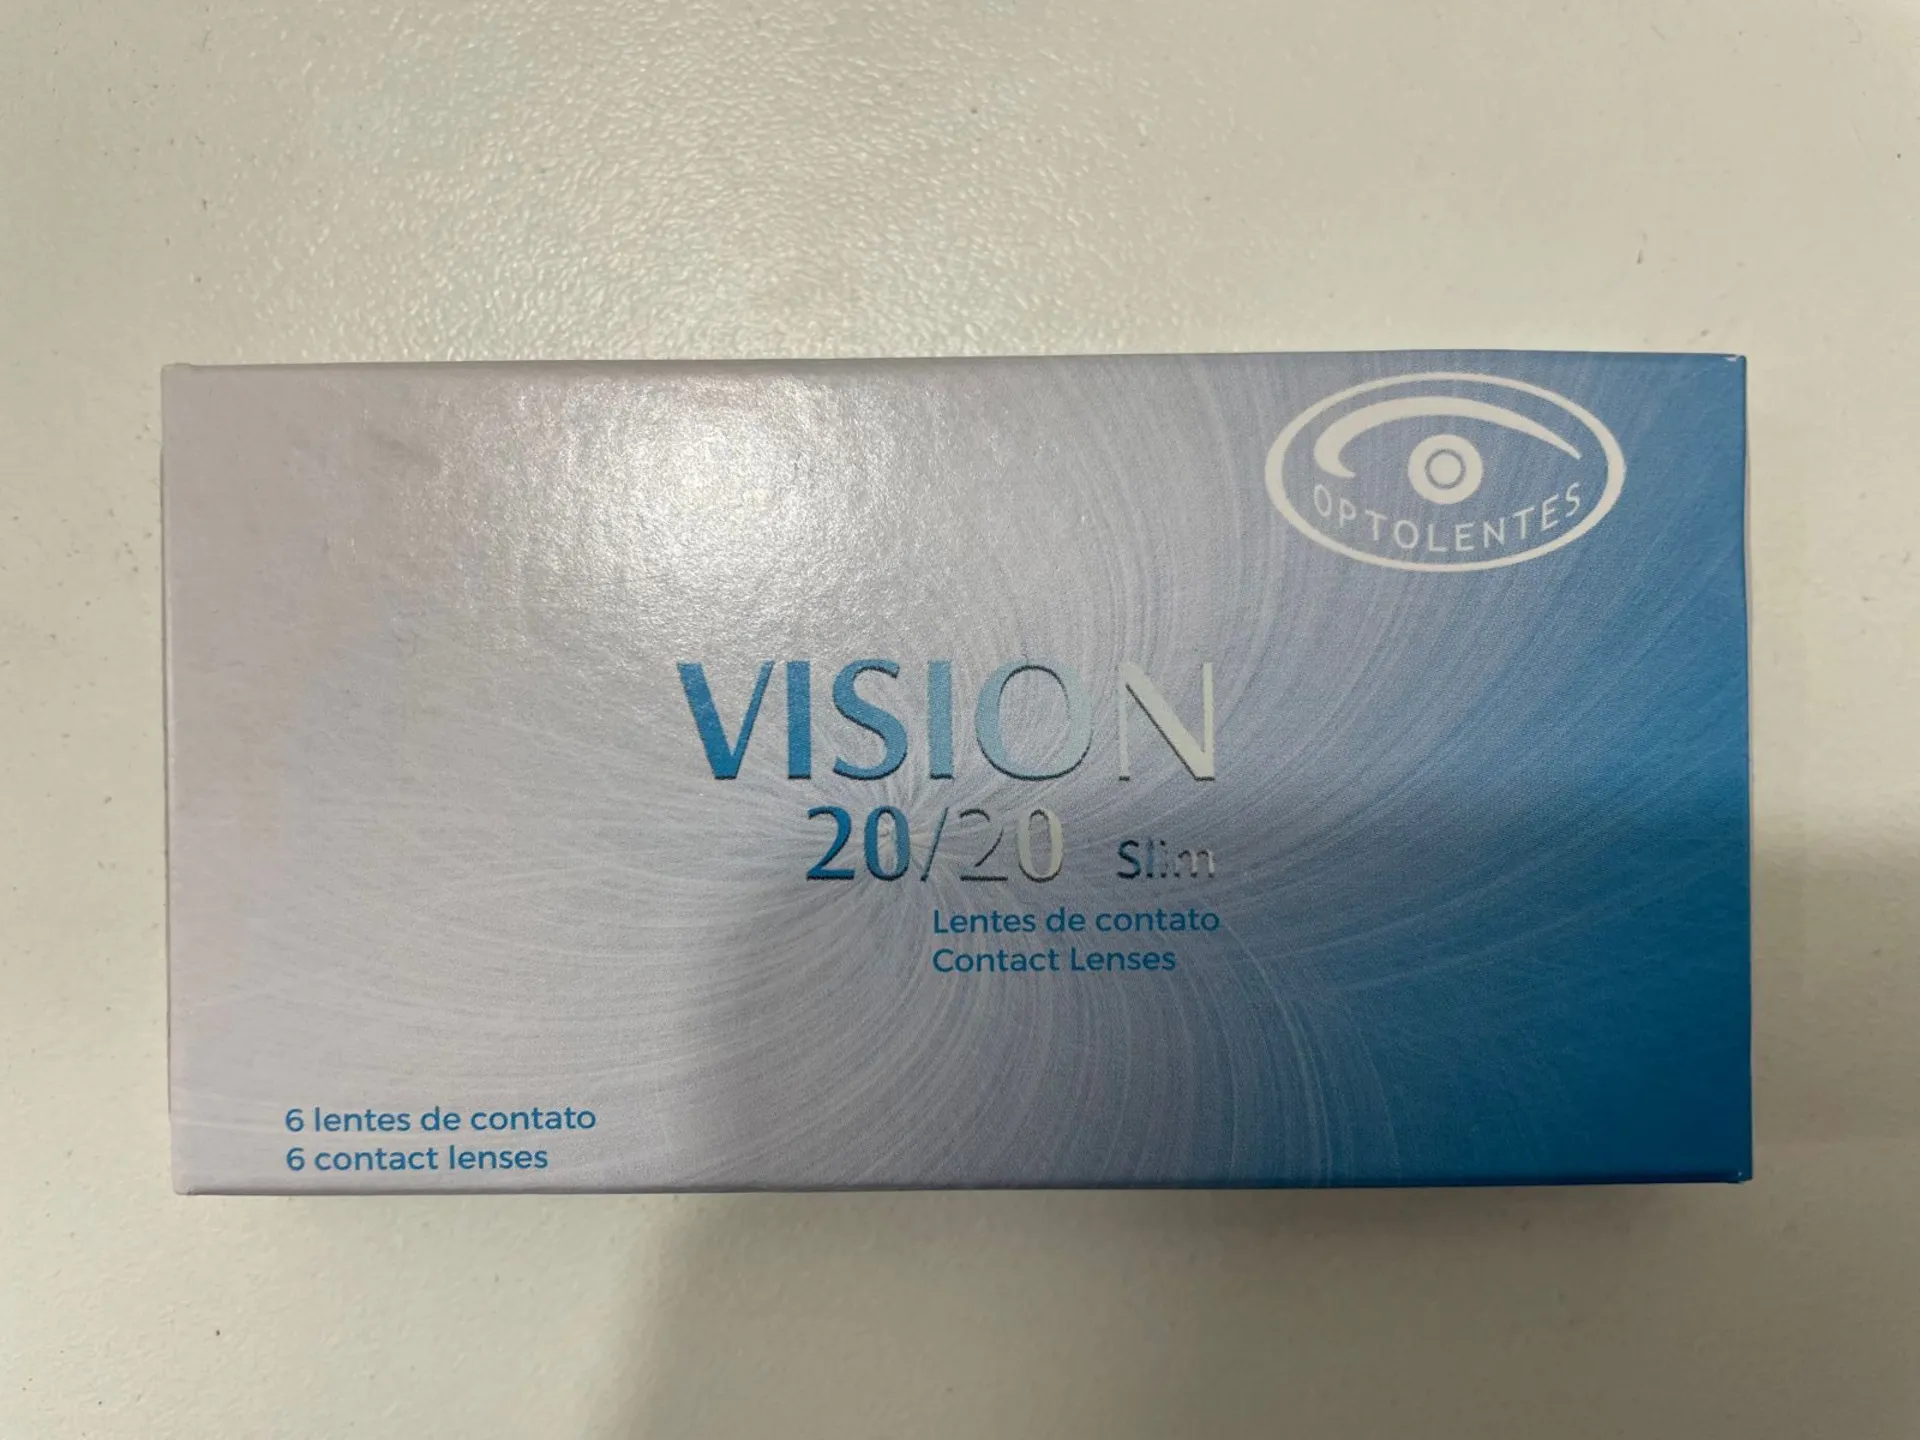 OPTOLENTES
VISION
20/20 Slim
Lentes de contato
Contact Lenses
6 lentes de contato
6 contact lenses